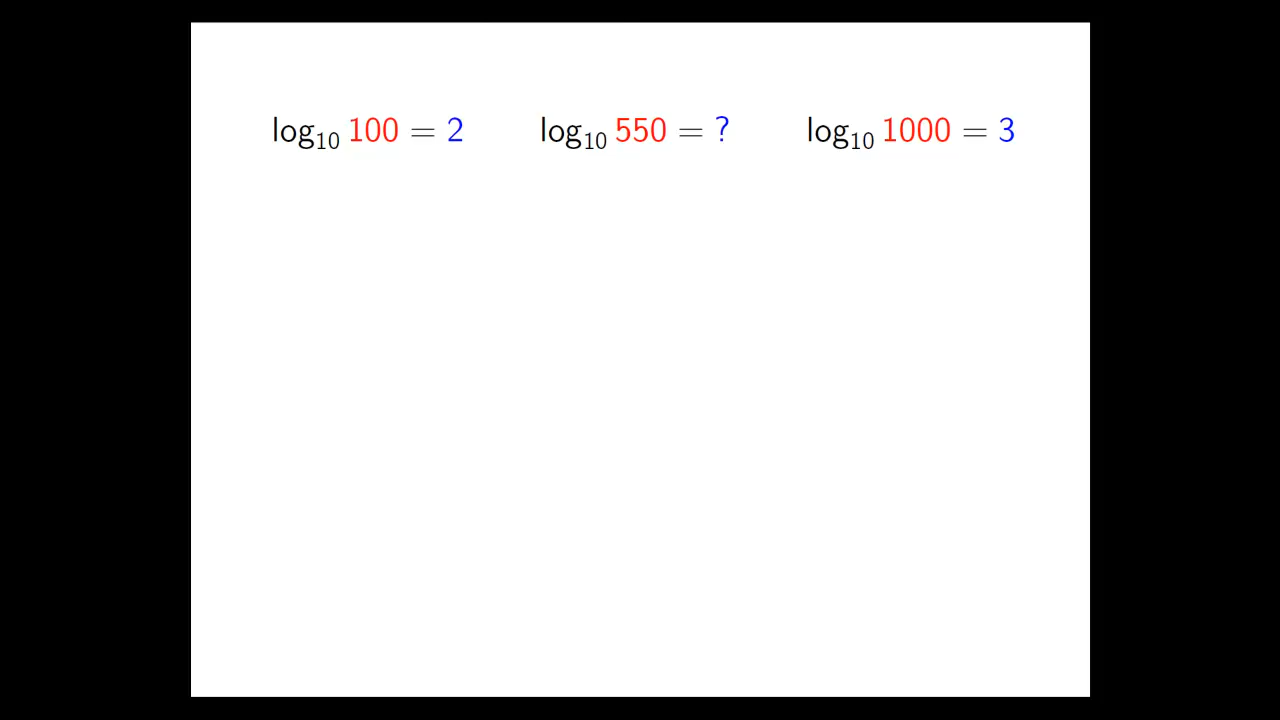 log₁₀ 100 = 2 log₁₀ 550 = ? log₁₀ 1000 = 3